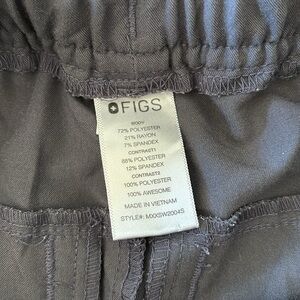 FIGS
BODY
72% POLYESTER
21% RAYON
7% SPANDEX
CONTRAST1
88% POLYESTER
12% SPANDEX
CONTRAST2
100% POLYESTER
100% AWESOME
MADE IN VIETNAM
STYLE#: MXXSW2004S